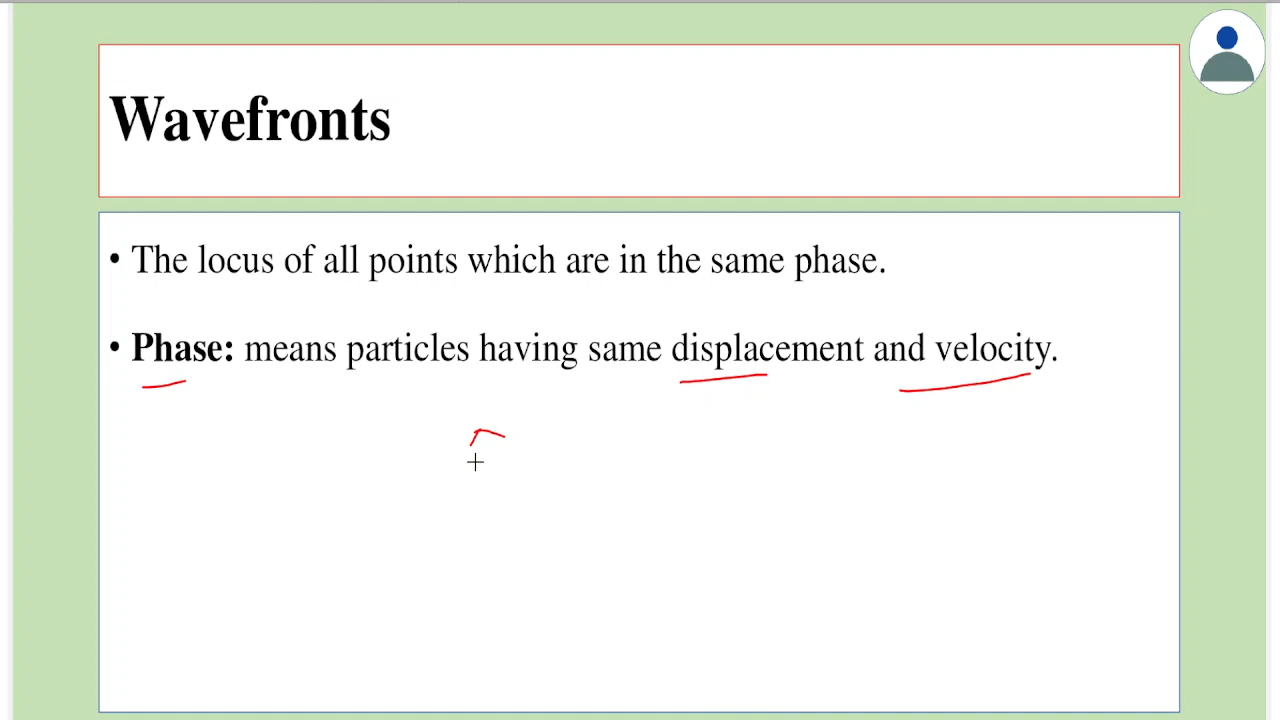 Wavefronts
• The locus of all points which are in the same phase.
• Phase: means particles having same displacement and velocity.